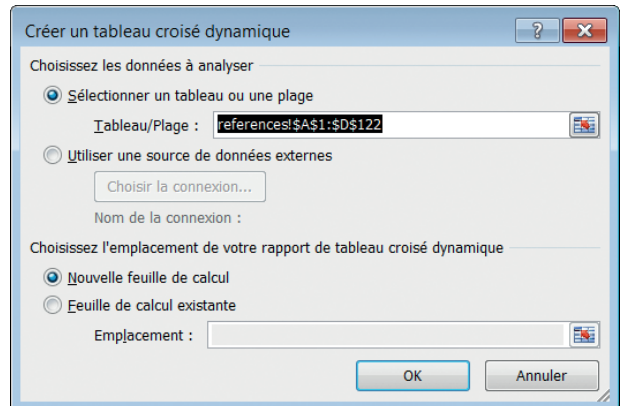 Créer un tableau croisé dynamique
Choisissez les données à analyser
Sélectionner un tableau ou une plage
Tableau/Plage : references!$A$1:$D$122
Utiliser une source de données externes
Choisir la connexion...
Nom de la connexion :
Choisissez l'emplacement de votre rapport de tableau croisé dynamique
Nouvelle feuille de calcul
Feuille de calcul existante
Emplacement :
OK Annuler